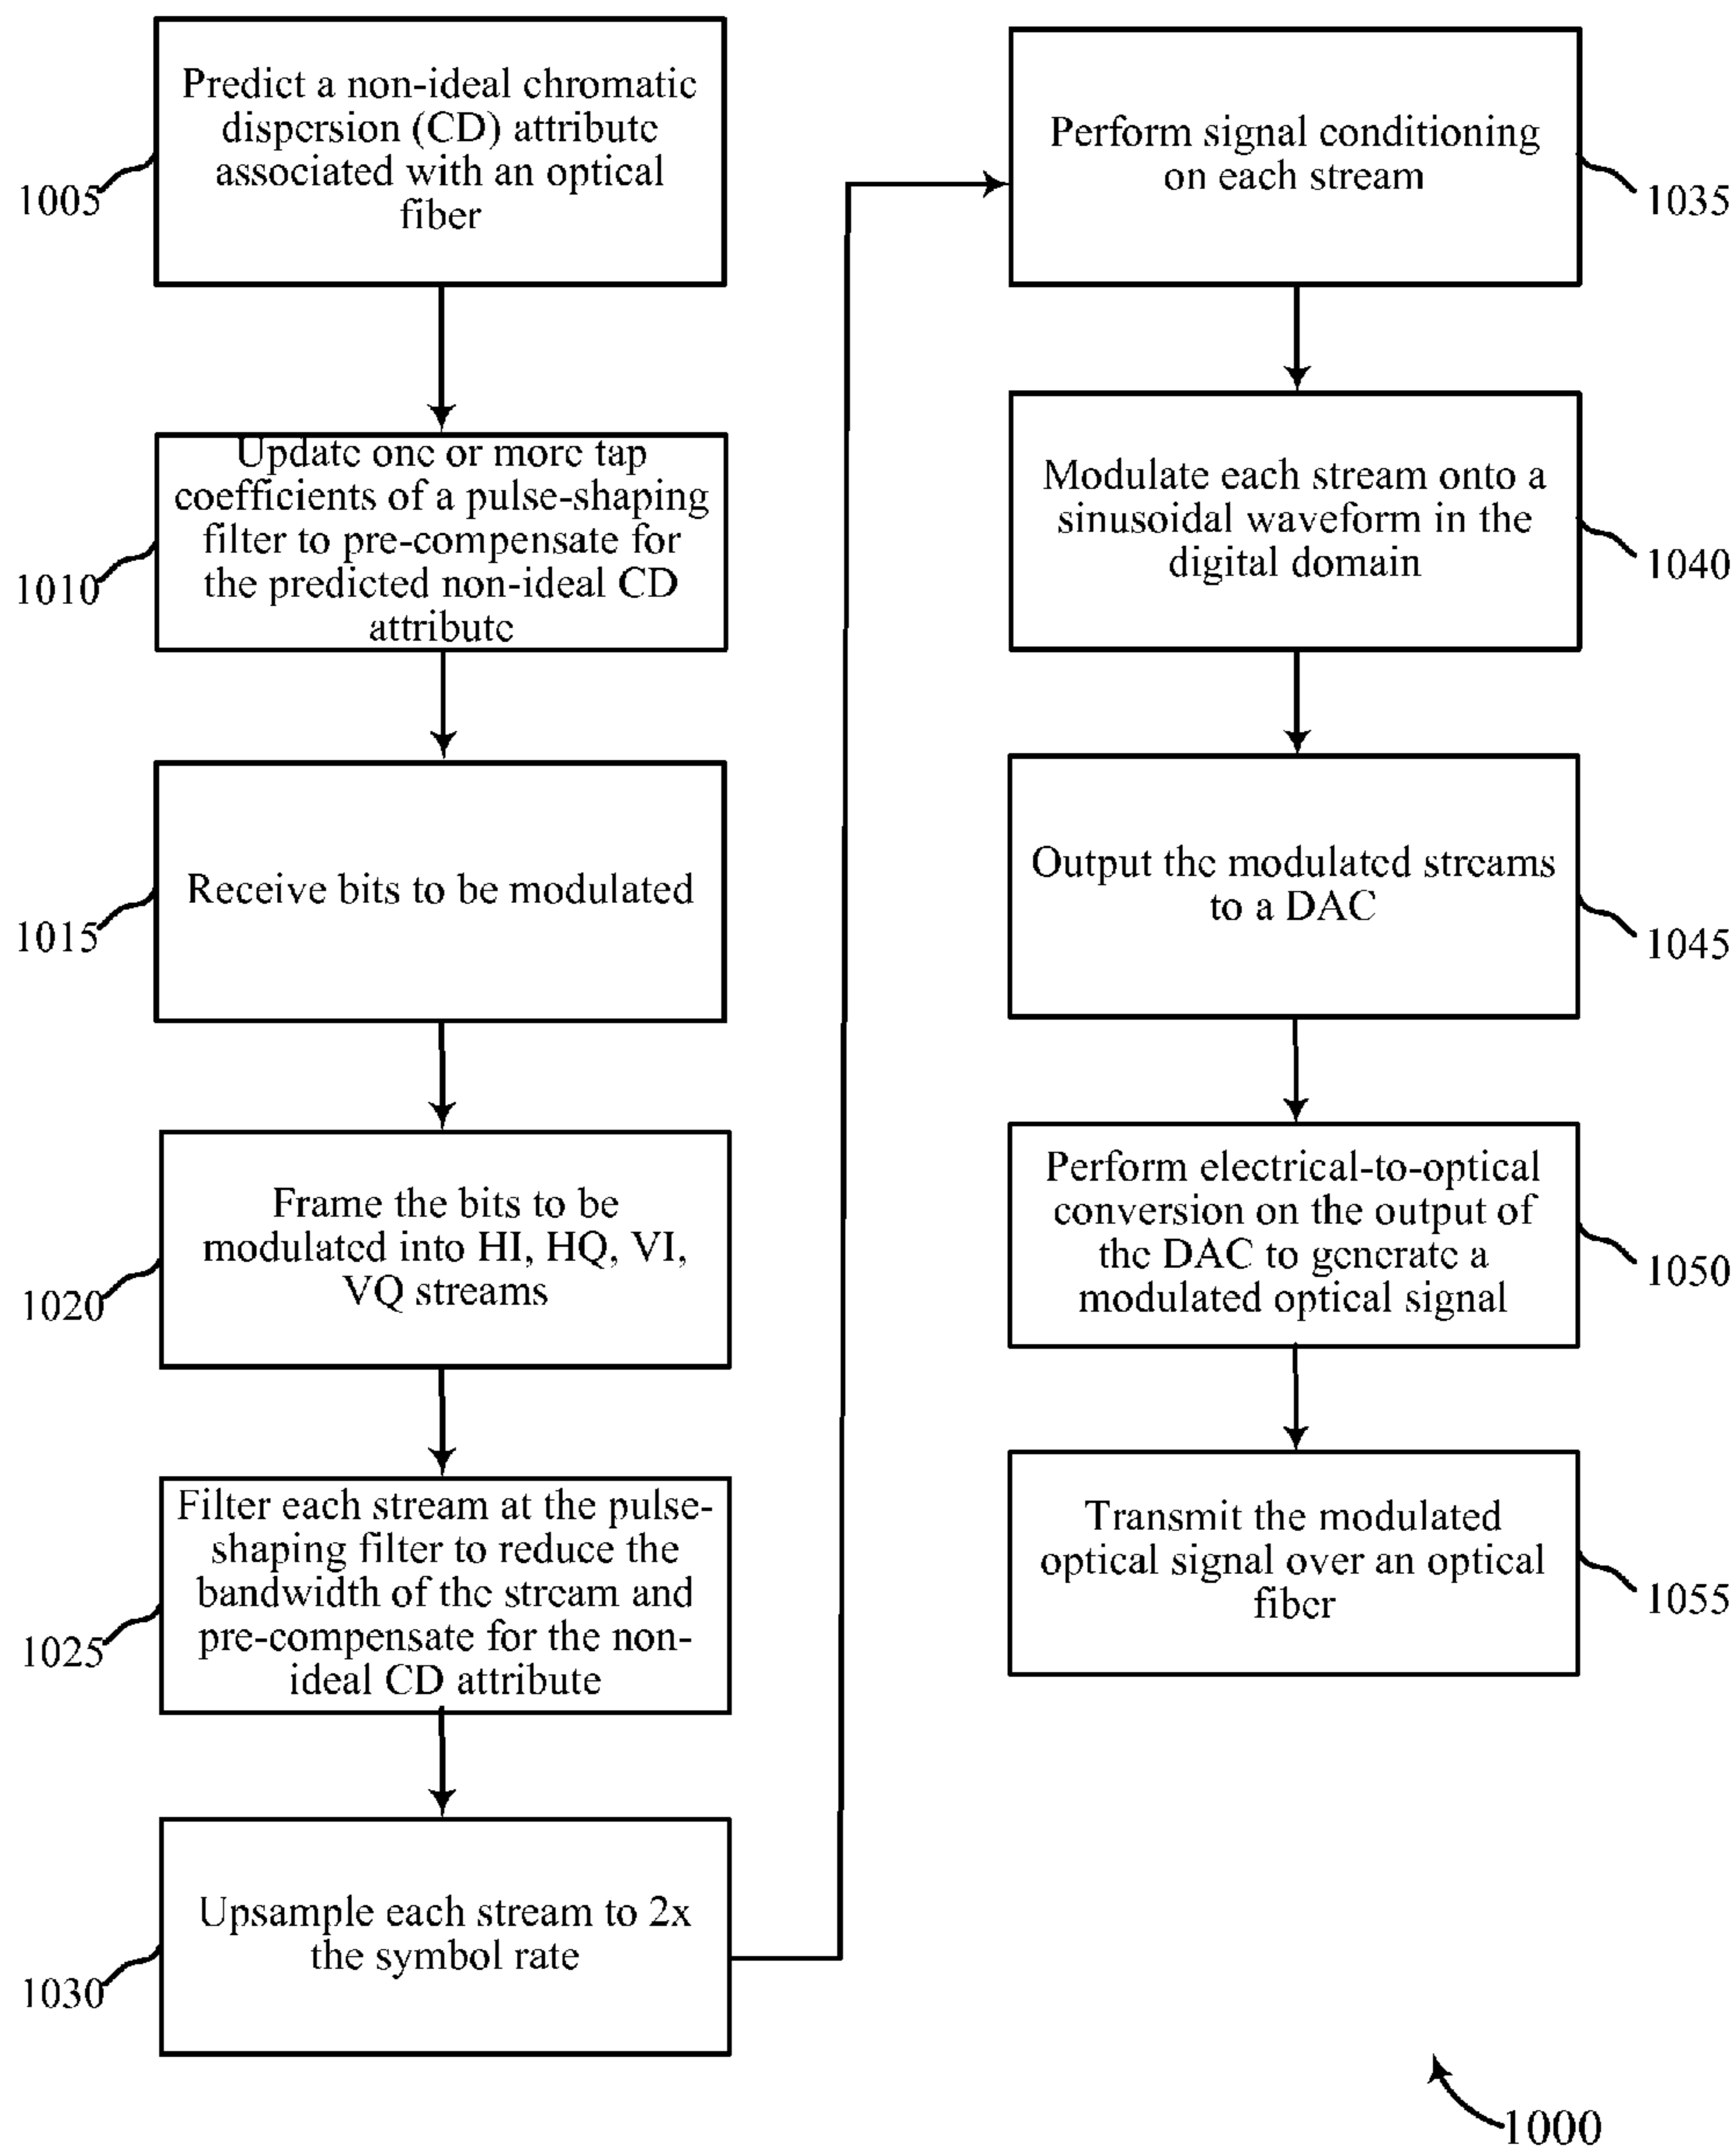 Predict a non-ideal chromatic
dispersion (CD) attribute
associated with an optical
fiber
1005
Update one or more tap
coefficients of a pulse-shaping
filter to pre-compensate for
the predicted non-ideal CD
attribute
1010
Receive bits to be modulated
1015
Frame the bits to be
modulated into HI, HQ, VI,
VQ streams
1020
Filter each stream at the pulse-
shaping filter to reduce the
bandwidth of the stream and
pre-compensate for the non-
ideal CD attribute
1025
Upsample each stream to 2x
the symbol rate
1030
Perform signal conditioning
on each stream
1035
Modulate each stream onto a
sinusoidal waveform in the
digital domain
1040
Output the modulated streams
to a DAC
1045
Perform electrical-to-optical
conversion on the output of
the DAC to generate a
modulated optical signal
1050
Transmit the modulated
optical signal over an optical
fiber
1055
1000